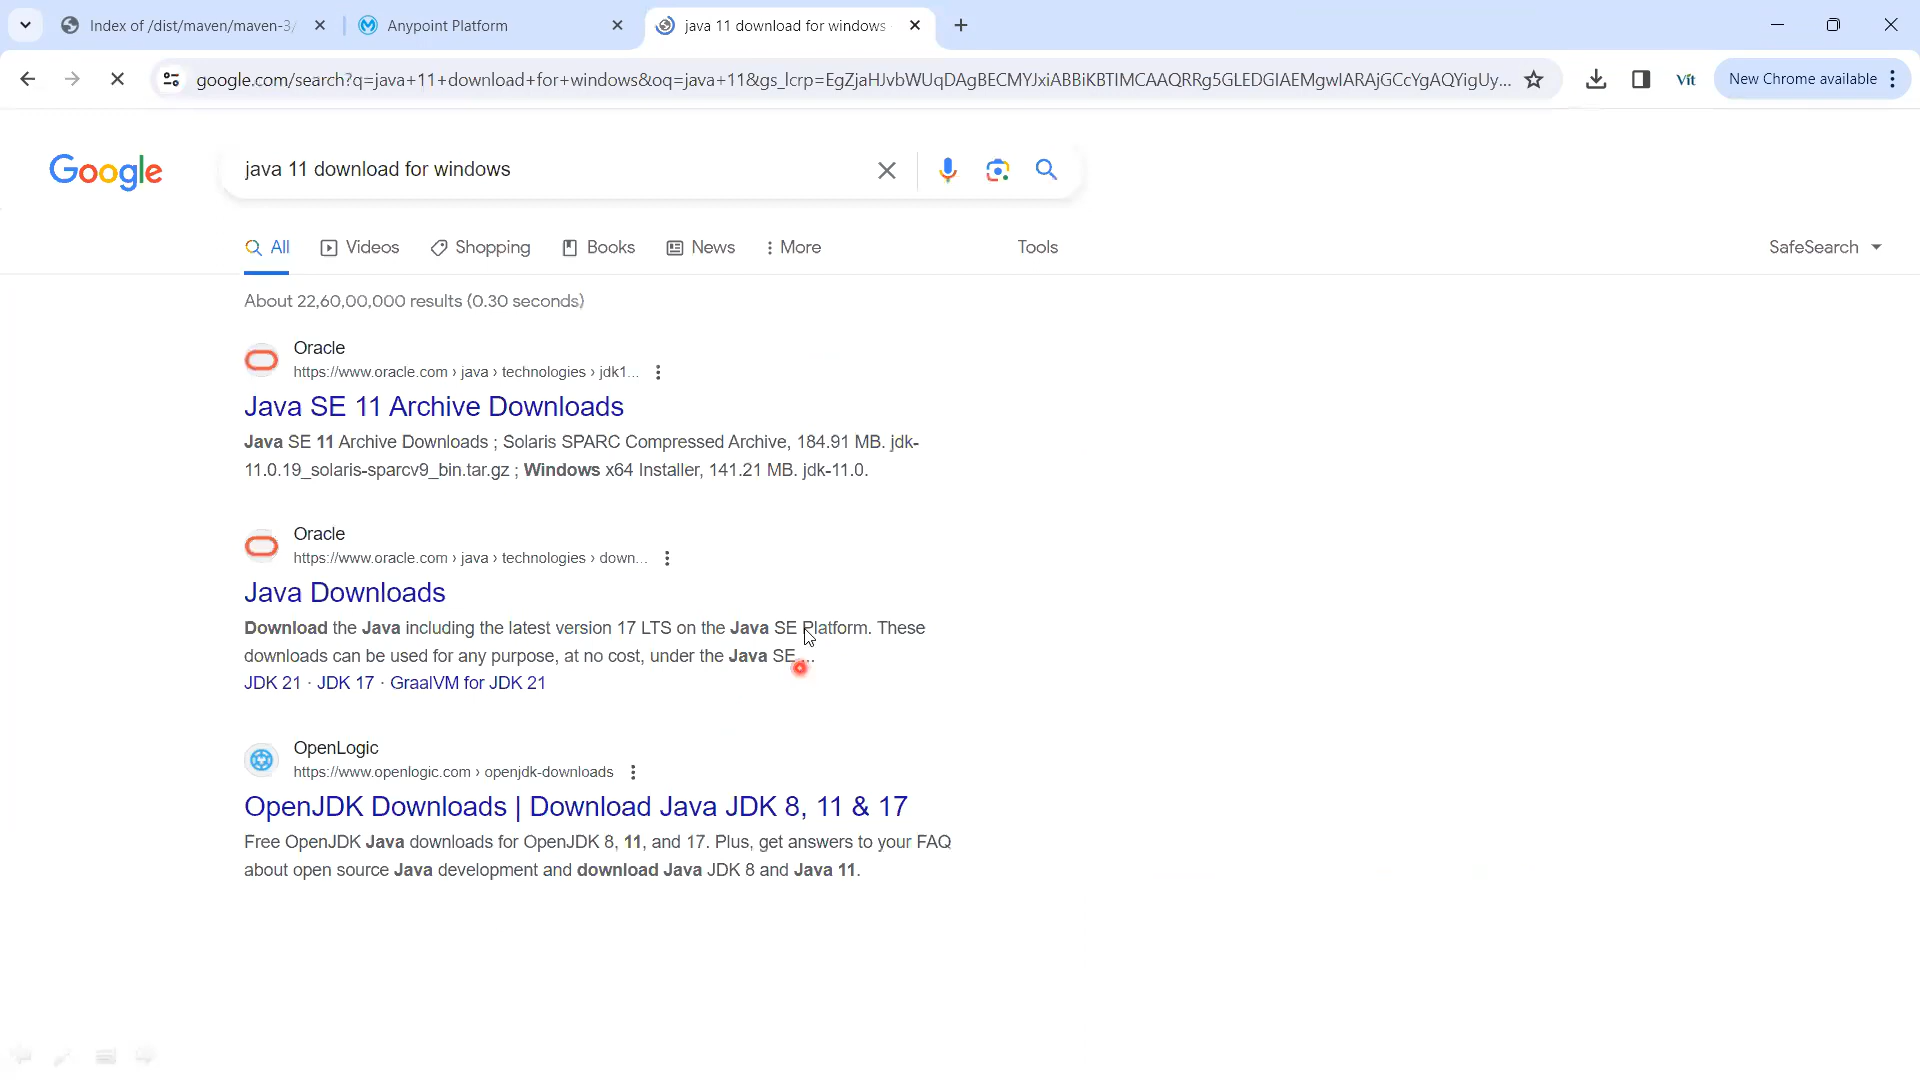 Index of /dist/maven/maven-3/
Anypoint Platform
java 11 download for windows
google.com/search?q=java+11+download+for+windows&oq=java+11&gs_lcrp=EgZjaHJvbWUqDAgBECMYJxiABBiKBTIMCAAQRRg5GLEDGIAEMgwIARAjGCcYgAQYigUy...
Vit
New Chrome available
Google
java 11 download for windows
All
Videos
Shopping
Books
News
More
Tools
SafeSearch
About 22,60,00,000 results (0.30 seconds)
Oracle
https://www.oracle.com › java › technologies › jdk1...
Java SE 11 Archive Downloads
Java SE 11 Archive Downloads ; Solaris SPARC Compressed Archive, 184.91 MB. jdk-
11.0.19_solaris-sparcv9_bin.tar.gz ; Windows x64 Installer, 141.21 MB. jdk-11.0.
Oracle
https://www.oracle.com › java › technologies › down...
Java Downloads
Download the Java including the latest version 17 LTS on the Java SE Platform. These
downloads can be used for any purpose, at no cost, under the Java SE ...
JDK 21 · JDK 17 · GraalVM for JDK 21
OpenLogic
https://www.openlogic.com › openjdk-downloads
OpenJDK Downloads | Download Java JDK 8, 11 & 17
Free OpenJDK Java downloads for OpenJDK 8, 11, and 17. Plus, get answers to your FAQ
about open source Java development and download Java JDK 8 and Java 11.